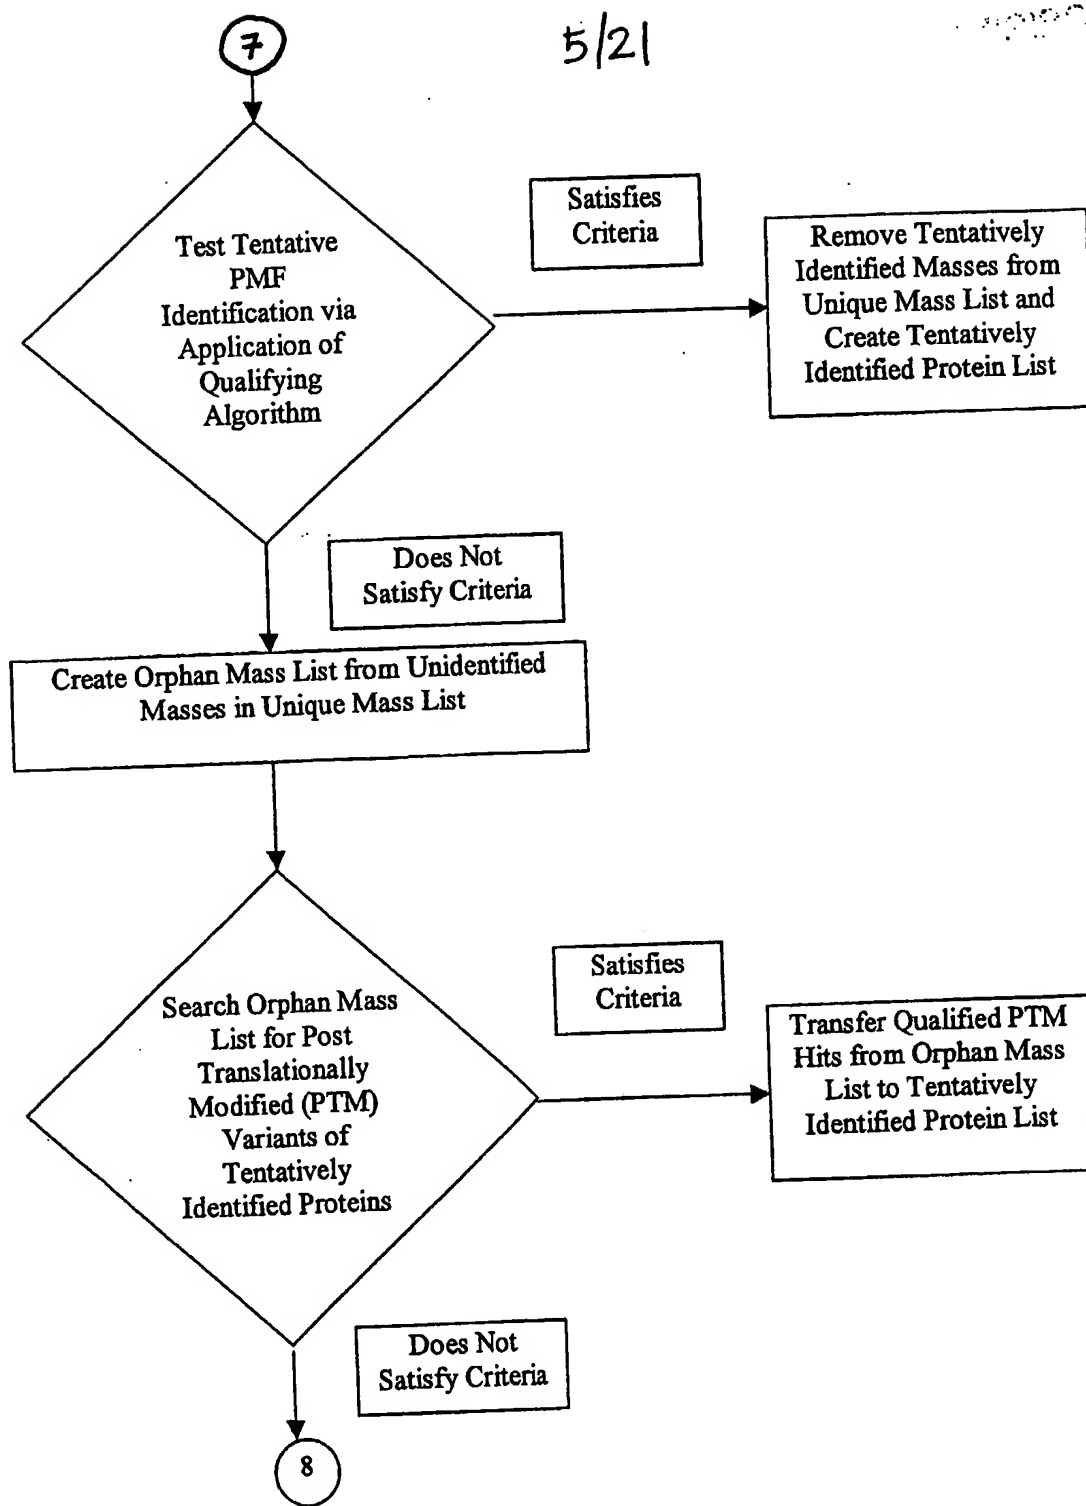 7
5/21
Test Tentative
PMF
Identification via
Application of
Qualifying
Algorithm
Satisfies
Criteria
Remove Tentatively
Identified Masses from
Unique Mass List and
Create Tentatively
Identified Protein List
Does Not
Satisfy Criteria
Create Orphan Mass List from Unidentified
Masses in Unique Mass List
Search Orphan Mass
List for Post
Translationally
Modified (PTM)
Variants of
Tentatively
Identified Proteins
Satisfies
Criteria
Transfer Qualified PTM
Hits from Orphan Mass
List to Tentatively
Identified Protein List
Does Not
Satisfy Criteria
8